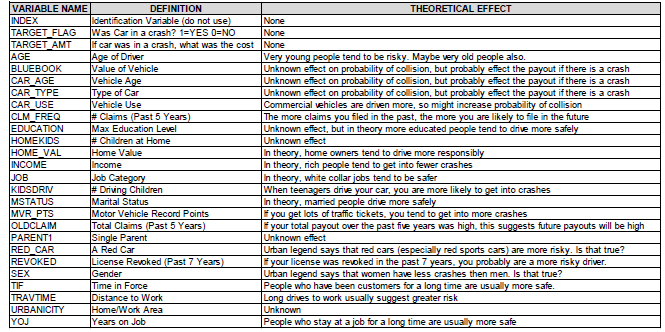 VARIABLE NAME DEFINITION THEORETICAL EFFECT
INDEX Identification Variable (do not use) None
TARGET_FLAG Was Car in a crash? 1=YES 0=NO None
TARGET_AMT If car was in a crash, what was the cost None
AGE Age of Driver Very young people tend to be risky. Maybe very old people also.
BLUEBOOK Value of Vehicle Unknown effect on probability of collision, but probably effect the payout if there is a crash
CAR_AGE Vehicle Age Unknown effect on probability of collision, but probably effect the payout if there is a crash
CAR_TYPE Type of Car Unknown effect on probability of collision, but probably effect the payout if there is a crash
CAR_USE Vehicle Use Commercial vehicles are driven more, so might increase probability of collision
CLM_FREQ # Claims (Past 5 Years) The more claims you filed in the past, the more you are likely to file in the future
EDUCATION Max Education Level Unknown effect, but in theory more educated people tend to drive more safely
HOMEKIDS # Children at Home Unknown effect
HOME_VAL Home Value In theory, home owners tend to drive more responsibly
INCOME Income In theory, rich people tend to get into fewer crashes
JOB Job Category In theory, white collar jobs tend to be safer
KIDSDRIV # Driving Children When teenagers drive your car, you are more likely to get into crashes
MSTATUS Marital Status In theory, married people drive more safely
MVR_PTS Motor Vehicle Record Points If you get lots of traffic tickets, you tend to get into more crashes
OLDCLAIM Total Claims (Past 5 Years) If your total payout over the past five years was high, this suggests future payouts will be high
PARENT1 Single Parent Unknown effect
RED_CAR A Red Car Urban legend says that red cars (especially red sports cars) are more risky. Is that true?
REVOKED License Revoked (Past 7 Years) If your license was revoked in the past 7 years, you probably are a more risky driver.
SEX Gender Urban legend says that women have less crashes then men. Is that true?
TIF Time in Force People who have been customers for a long time are usually more safe.
TRAVTIME Distance to Work Long drives to work usually suggest greater risk
URBANICITY Home/Work Area Unknown
YOJ Years on Job People who stay at a job for a long time are usually more safe